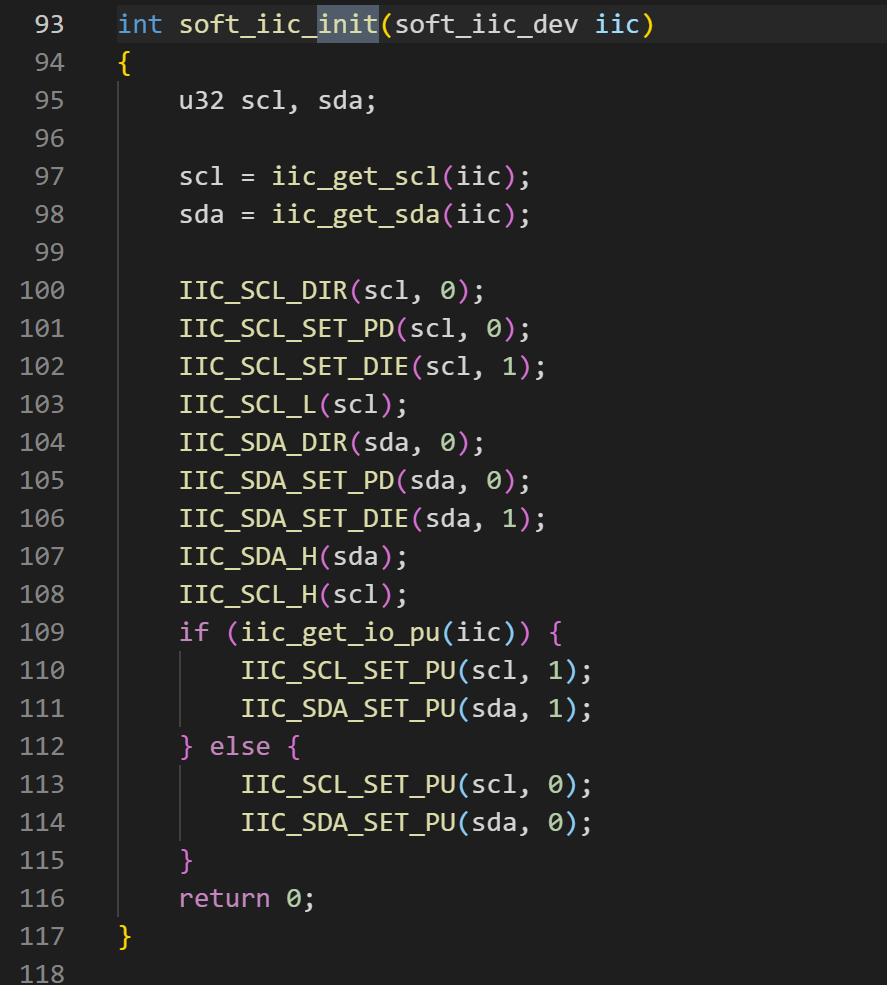 93 int soft_iic_init(soft_iic_dev iic)
94 {
95     u32 scl, sda;
96
97     scl = iic_get_scl(iic);
98     sda = iic_get_sda(iic);
99
100     IIC_SCL_DIR(scl, 0);
101     IIC_SCL_SET_PD(scl, 0);
102     IIC_SCL_SET_DIE(scl, 1);
103     IIC_SCL_L(scl);
104     IIC_SDA_DIR(sda, 0);
105     IIC_SDA_SET_PD(sda, 0);
106     IIC_SDA_SET_DIE(sda, 1);
107     IIC_SDA_H(sda);
108     IIC_SCL_H(scl);
109     if (iic_get_io_pu(iic)) {
110         IIC_SCL_SET_PU(scl, 1);
111         IIC_SDA_SET_PU(sda, 1);
112     } else {
113         IIC_SCL_SET_PU(scl, 0);
114         IIC_SDA_SET_PU(sda, 0);
115     }
116     return 0;
117 }
118